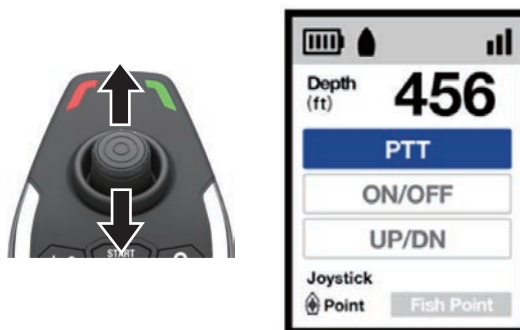 START
Depth
(ft)
456
PTT
ON/OFF
UP/DN
Joystick
Point
Fish Point